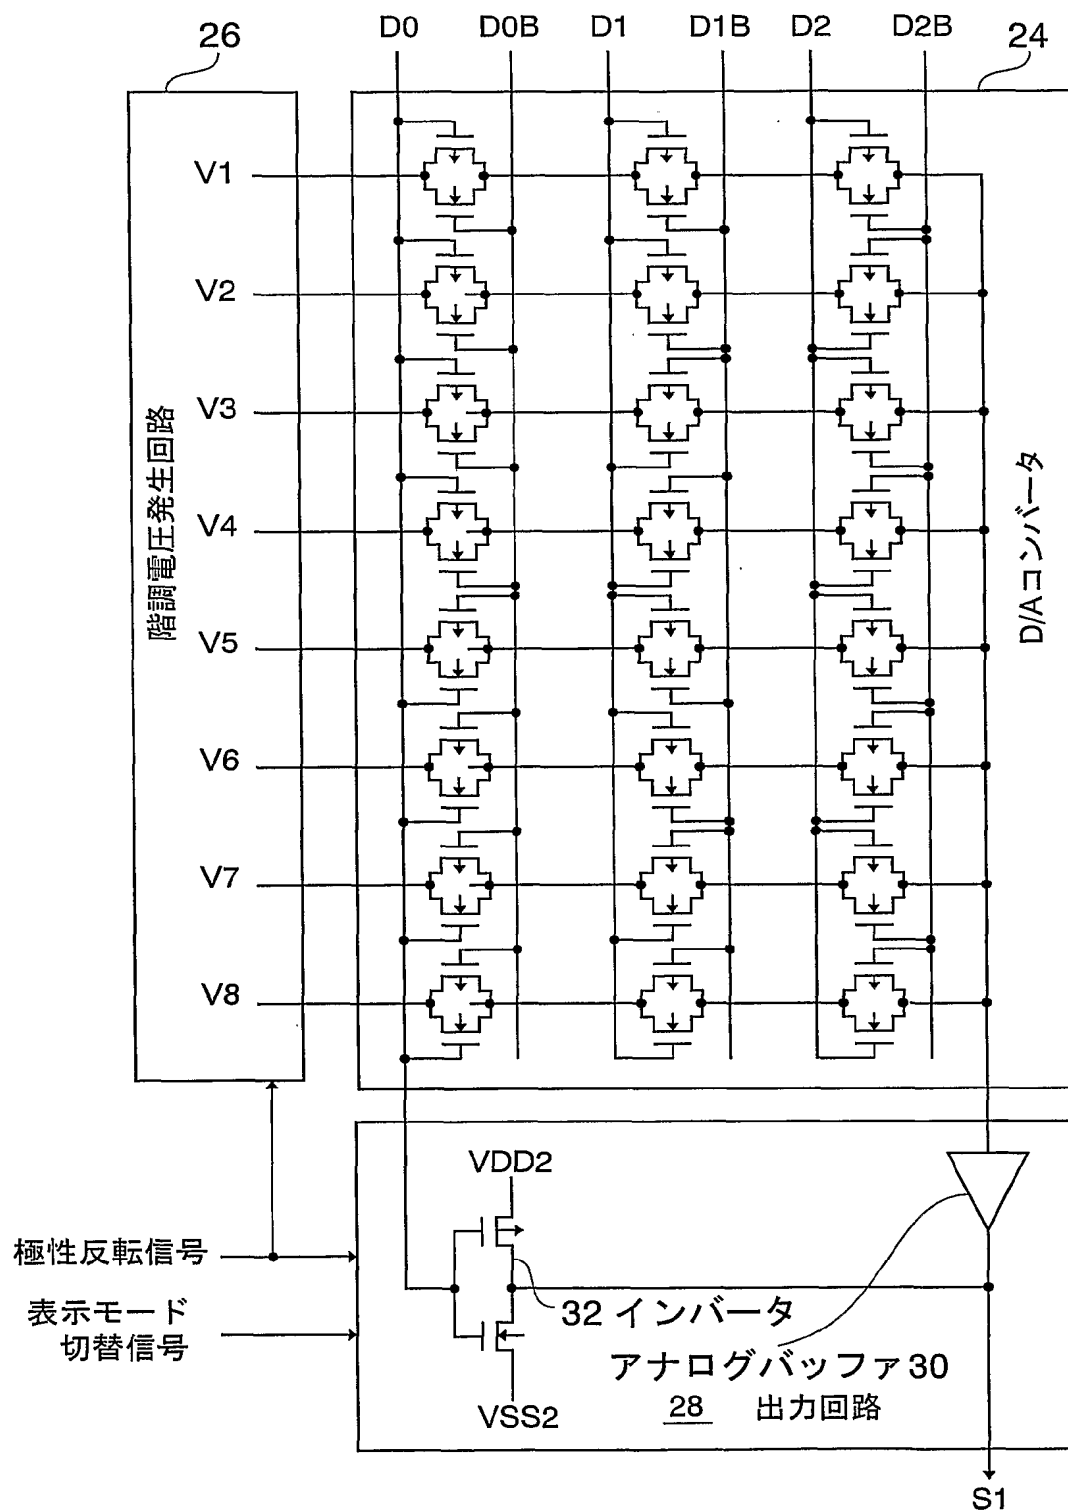 26
D0 D0B D1 D1B D2 D2B
24
V1
V2
V3
V4
V5
V6
V7
V8
階調電圧発生回路
D/Aコンバータ
VDD2
極性反転信号
32 インバータ
表示モード
切替信号
アナログバッファ30
VSS2
28 出力回路
S1